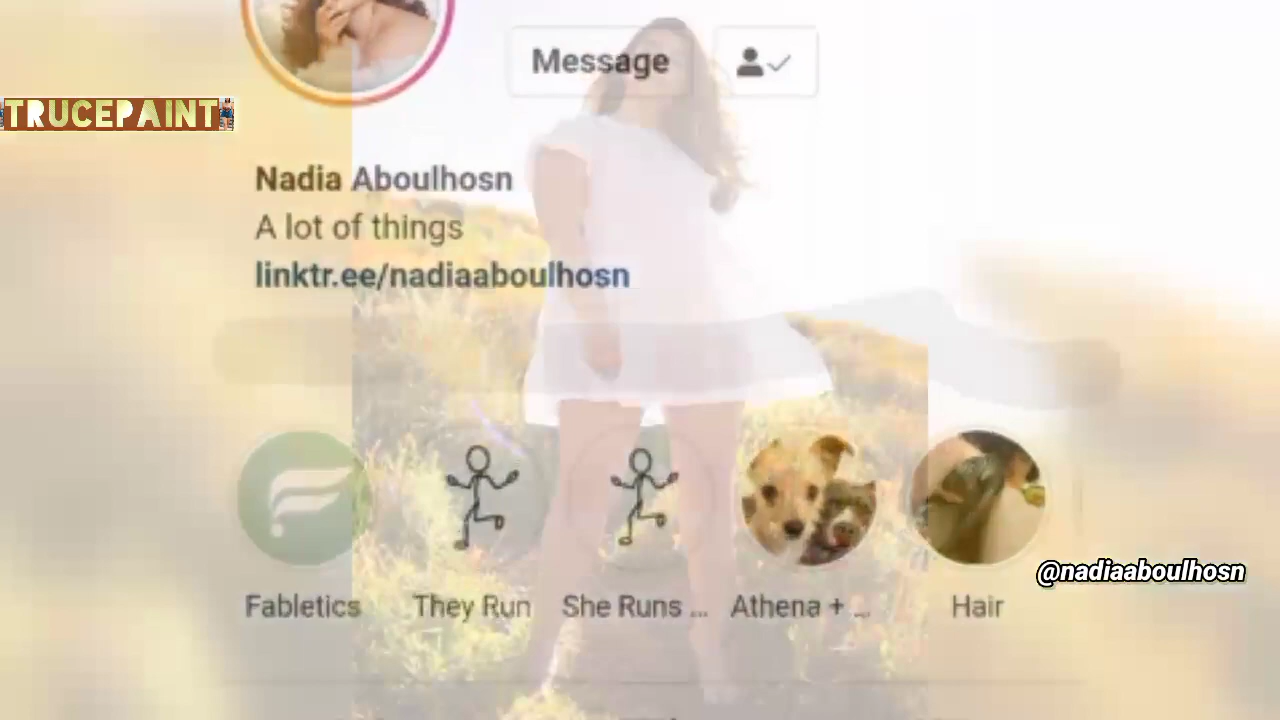 Message
TRUCEPAINT
Nadia Aboulhosn
A lot of things
linktr.ee/nadiaaboulhosn
@nadiaaboulhosn
Fabletics They Run She Runs ... Athena + ... Hair